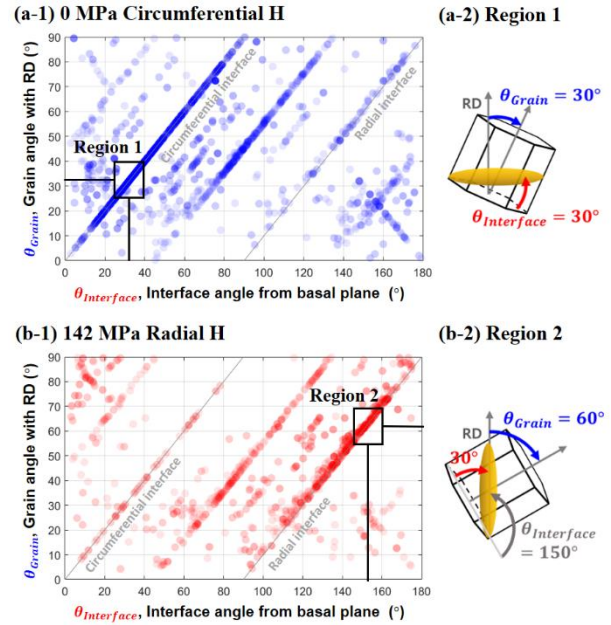 (a-1) 0 MPa Circumferential H
(a-2) Region 1
θGrain, Grain angle with RD (°)
90
80
70
60
50
40
30
20
10
0
Region 1
Circumferential interface
Radial interface
0 20 40 60 80 100 120 140 160 180
θInterface, Interface angle from basal plane (°)
RD
θGrain = 30°
θInterface = 30°
(b-1) 142 MPa Radial H
(b-2) Region 2
θGrain, Grain angle with RD (°)
90
80
70
60
50
40
30
20
10
0
Region 2
Circumferential interface
Radial interface
0 20 40 60 80 100 120 140 160 180
θInterface, Interface angle from basal plane (°)
RD
θGrain = 60°
30°
θInterface
= 150°